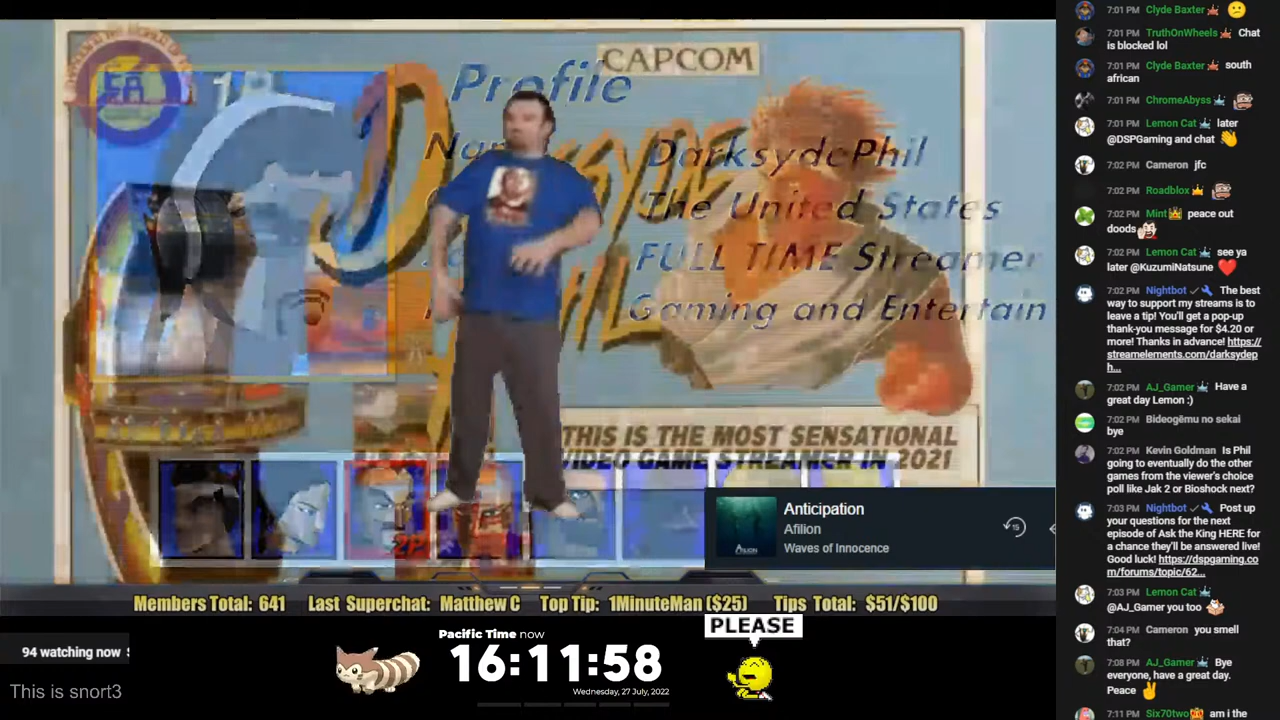 CAPCOM
Profile
DarksydePhil
The United States
FULL TIME Streamer
Gaming and Entertain
THIS IS THE MOST SENSATIONAL
VIDEO GAME STREAMER IN 2021
2P
Anticipation
Afilion
Waves of Innocence
15
AFILION
Members Total: 641 Last Superchat: Matthew C Top Tip: 1MinuteMan ($25) Tips Total: $51/$100
PLEASE
94 watching now
This is snort3
Pacific Time now
16:11:58
Wednesday, 27 July, 2022
7:01 PM Clyde Baxter
7:01 PM TruthOnWheels Chat
is blocked lol
7:01 PM Clyde Baxter south
african
7:01 PM ChromeAbyss
7:01 PM Lemon Cat later
@DSPGaming and chat
7:02 PM Cameron jfc
7:02 PM Roadblox
7:02 PM Mint peace out
doods
7:02 PM Lemon Cat see ya
later @KuzumiNatsune
7:02 PM Nightbot The best
way to support my streams is to
leave a tip! You'll get a pop-up
thank-you message for $4.20 or
more! Thanks in advance! https://
streamelements.com/darksydep
h...
7:02 PM AJ_Gamer Have a
great day Lemon :)
7:02 PM Bideogēmu no sekai
bye
7:02 PM Kevin Goldman Is Phil
going to eventually do the other
games from the viewer's choice
poll like Jak 2 or Bioshock next?
7:03 PM Nightbot Post up
your questions for the next
episode of Ask the King HERE for
a chance they'll be answered live!
Good luck! https://dspgaming.co
m/forums/topic/62...
7:03 PM Lemon Cat
@AJ_Gamer you too
7:04 PM Cameron you smell
that?
7:08 PM AJ_Gamer Bye
everyone, have a great day.
Peace
7:11 PM Six70two am i the